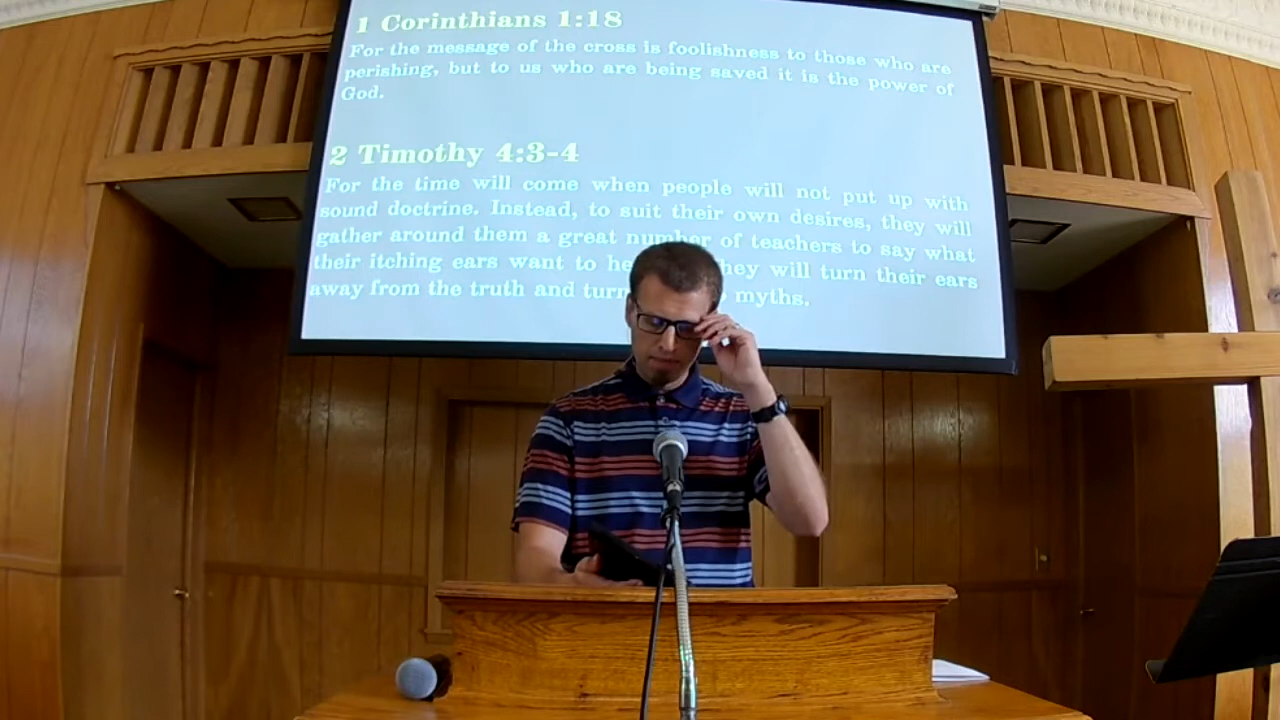 1 Corinthians 1:18
For the message of the cross is foolishness to those who are
perishing, but to us who are being saved it is the power of
God.
2 Timothy 4:3-4
For the time will come when people will not put up with
sound doctrine. Instead, to suit their own desires, they will
gather around them a great number of teachers to say what
their itching ears want to he hey will turn their ears
away from the truth and turn myths.